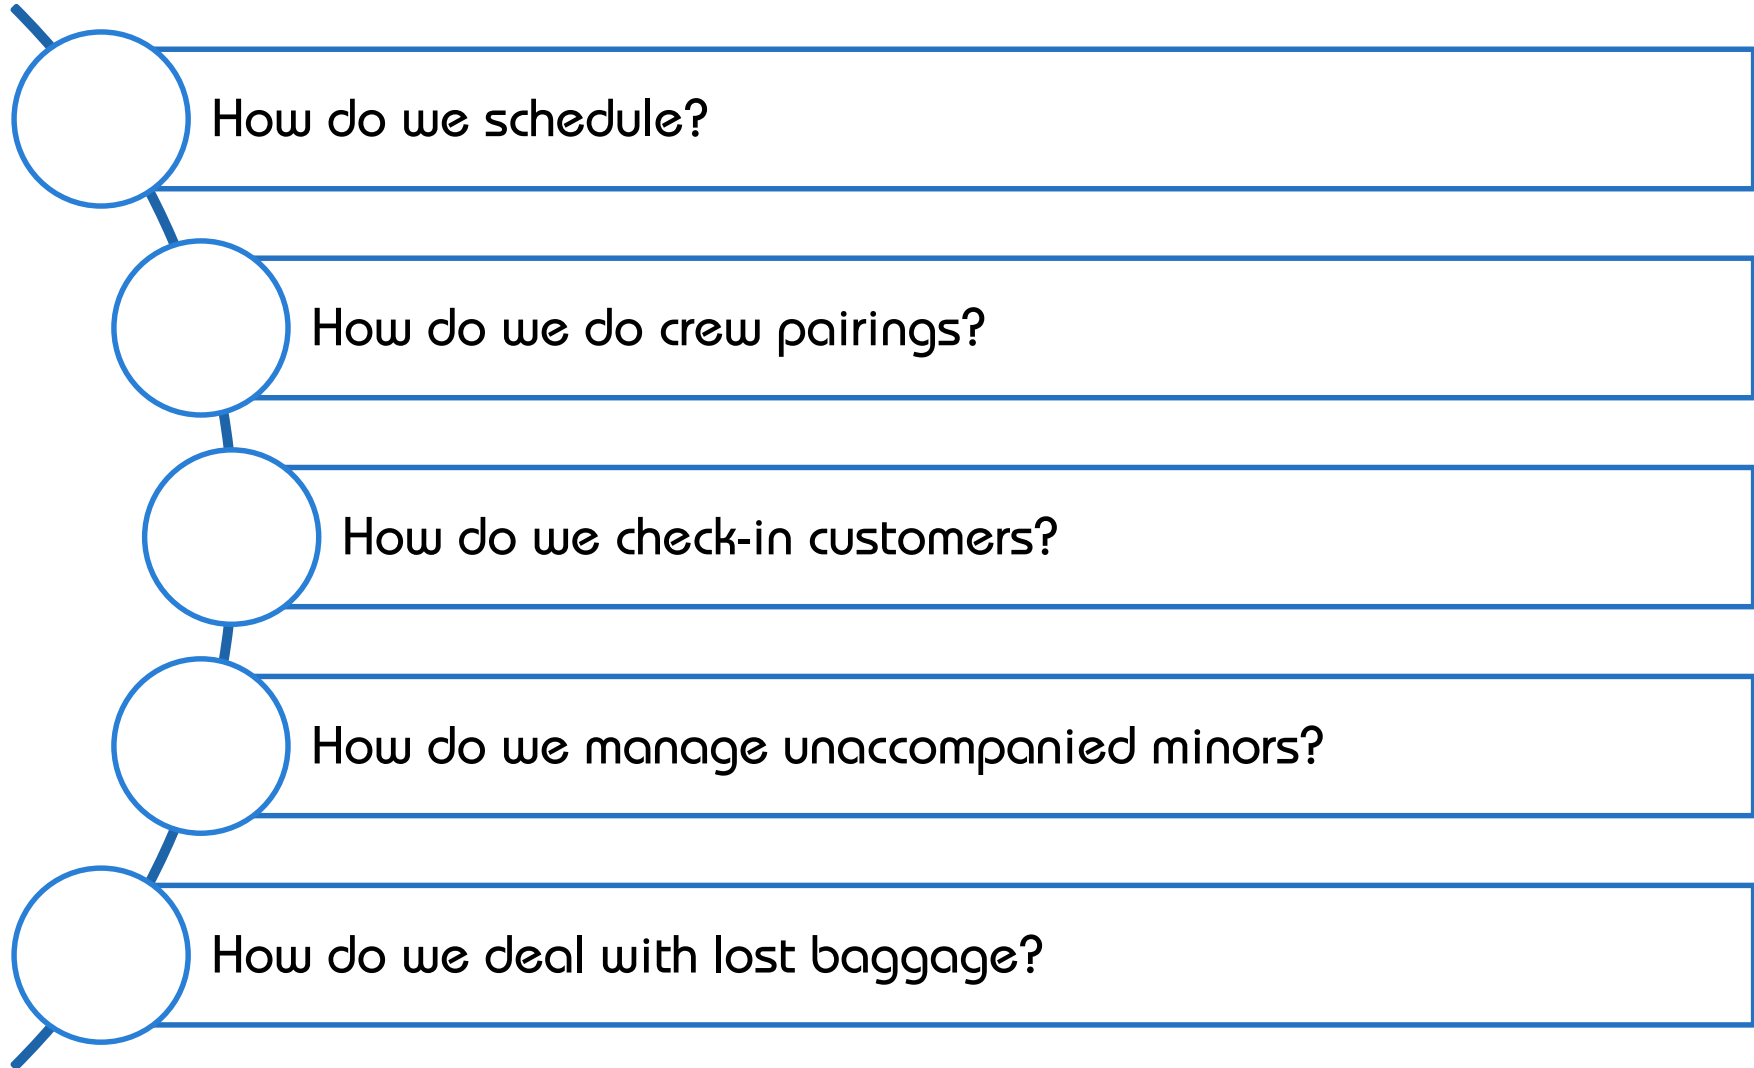 How do we schedule?
How do we do crew pairings?
How do we check-in customers?
How do we manage unaccompanied minors?
How do we deal with lost baggage?